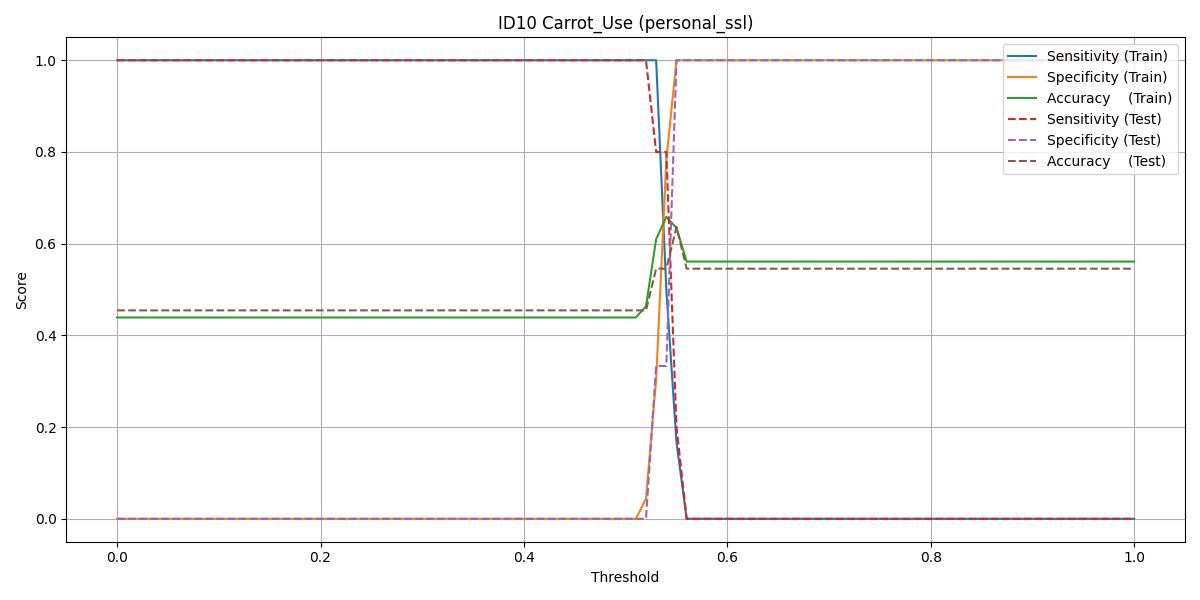 ID10 Carrot_Use (personal_ssl)
1.0
0.8
0.6
0.4
0.2
0.0
Score
0.0 0.2 0.4 0.6 0.8 1.0
Threshold
Sensitivity (Train)
Specificity (Train)
Accuracy (Train)
Sensitivity (Test)
Specificity (Test)
Accuracy (Test)